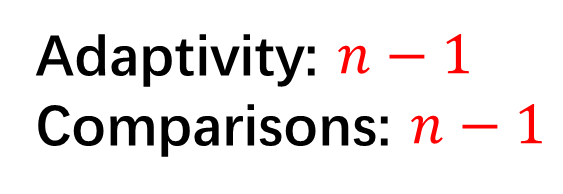 Adaptivity: n − 1
Comparisons: n − 1